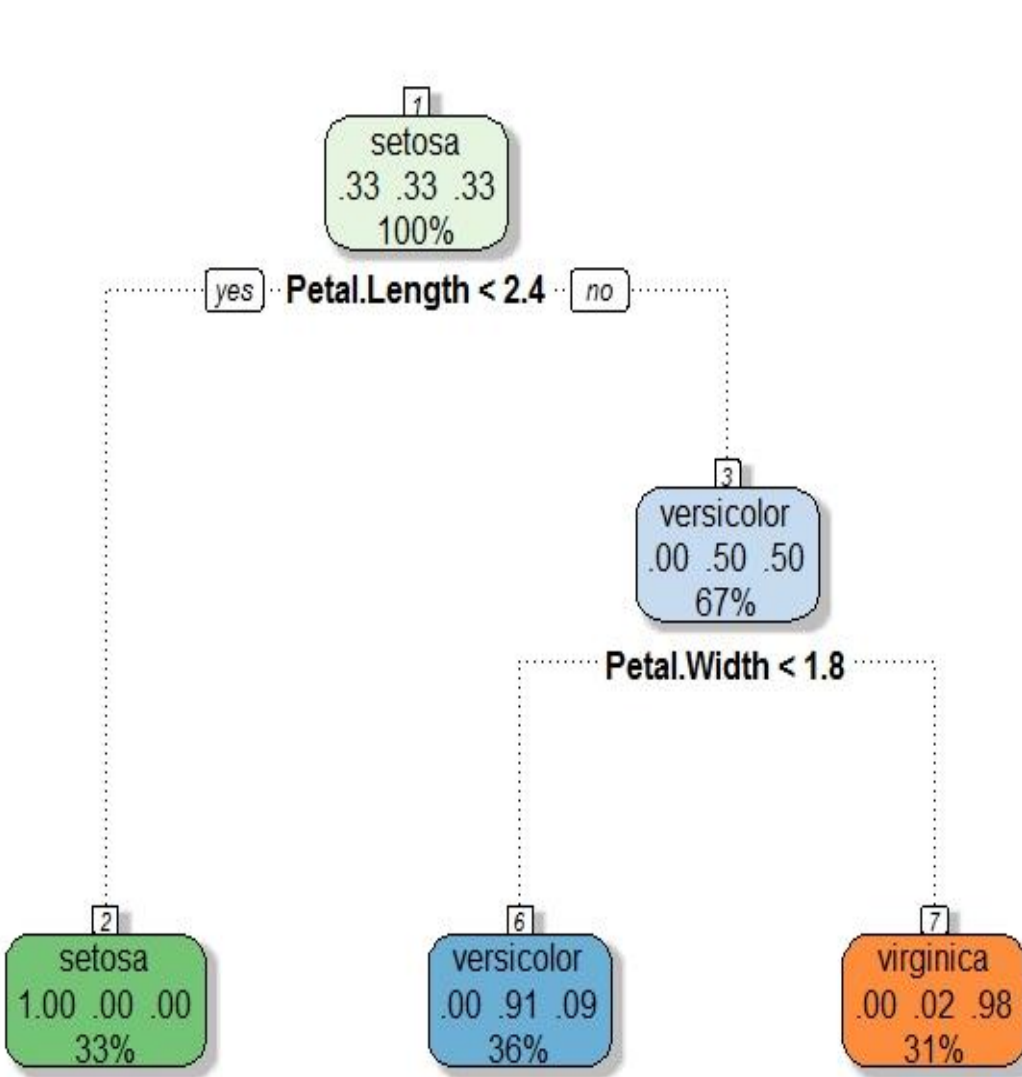 1
setosa
.33 .33 .33
100%
yes Petal.Length < 2.4 no
3
versicolor
.00 .50 .50
67%
Petal.Width < 1.8
2
setosa
1.00 .00 .00
33%
6
versicolor
.00 .91 .09
36%
7
virginica
.00 .02 .98
31%